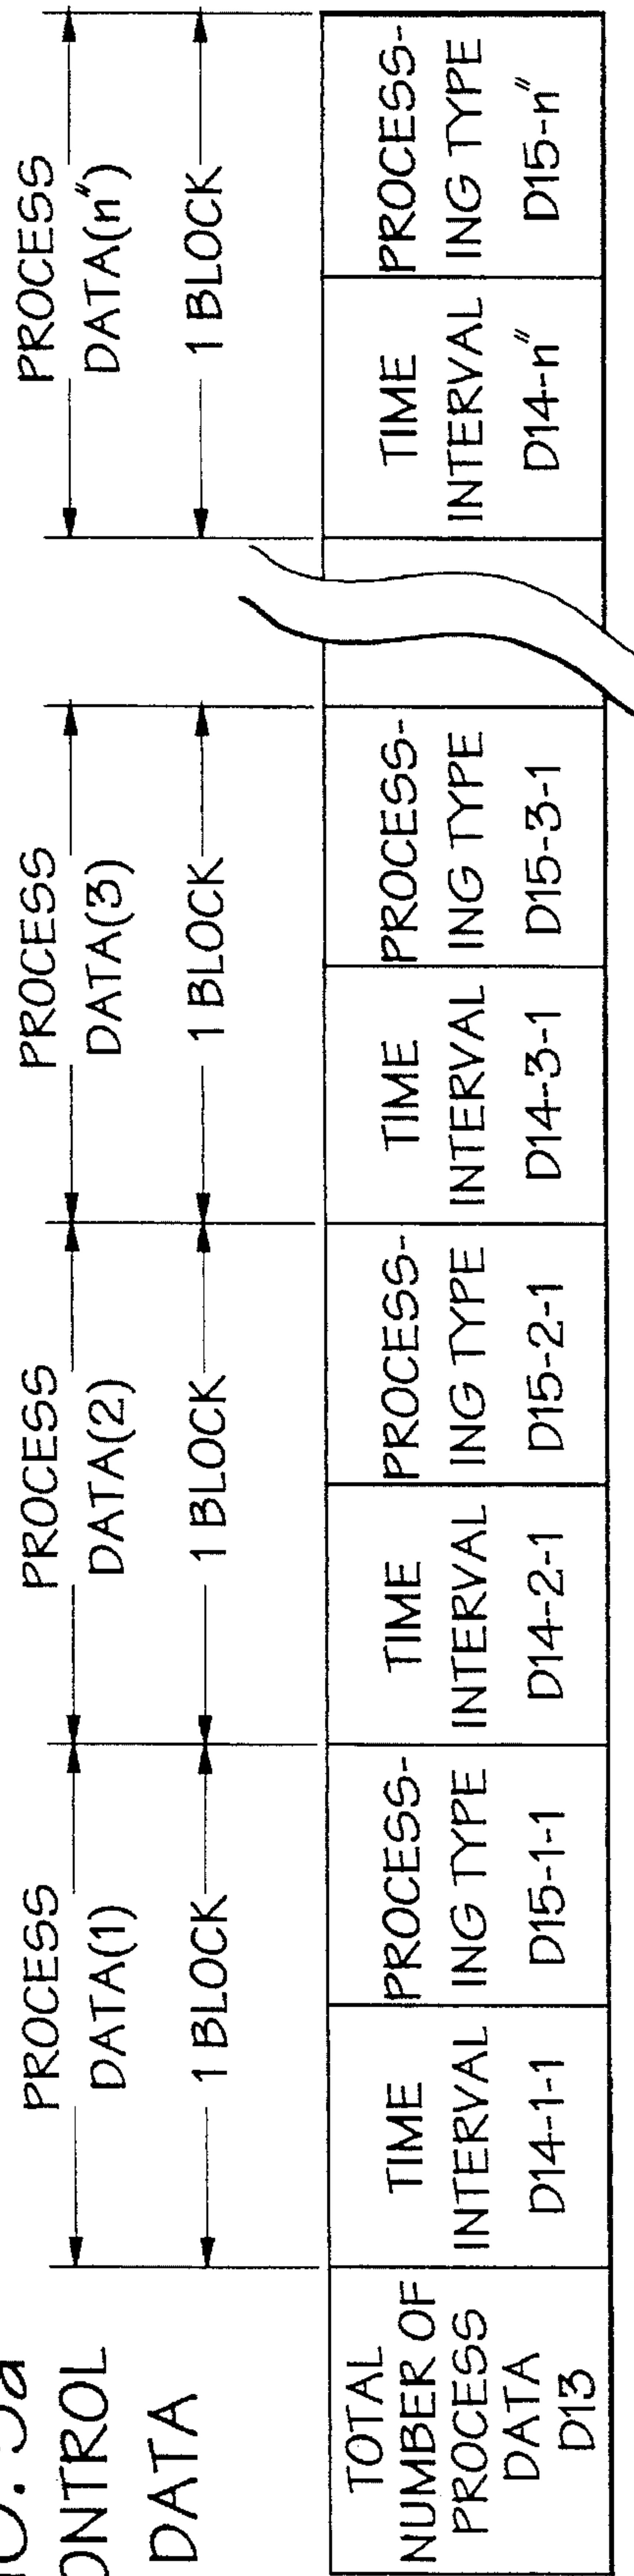 DATA
PROCESS
DATA(1)
1 BLOCK
PROCESS
DATA(2)
1 BLOCK
PROCESS
DATA(3)
1 BLOCK
PROCESS
DATA(n")
1 BLOCK
TOTAL
NUMBER OF
PROCESS
DATA
D13
TIME
INTERVAL
D14-1-1
PROCESS-
ING TYPE
D15-1-1
TIME
INTERVAL
D14-2-1
PROCESS-
ING TYPE
D15-2-1
TIME
INTERVAL
D14-3-1
PROCESS-
ING TYPE
D15-3-1
TIME
INTERVAL
D14-n"
PROCESS-
ING TYPE
D15-n"